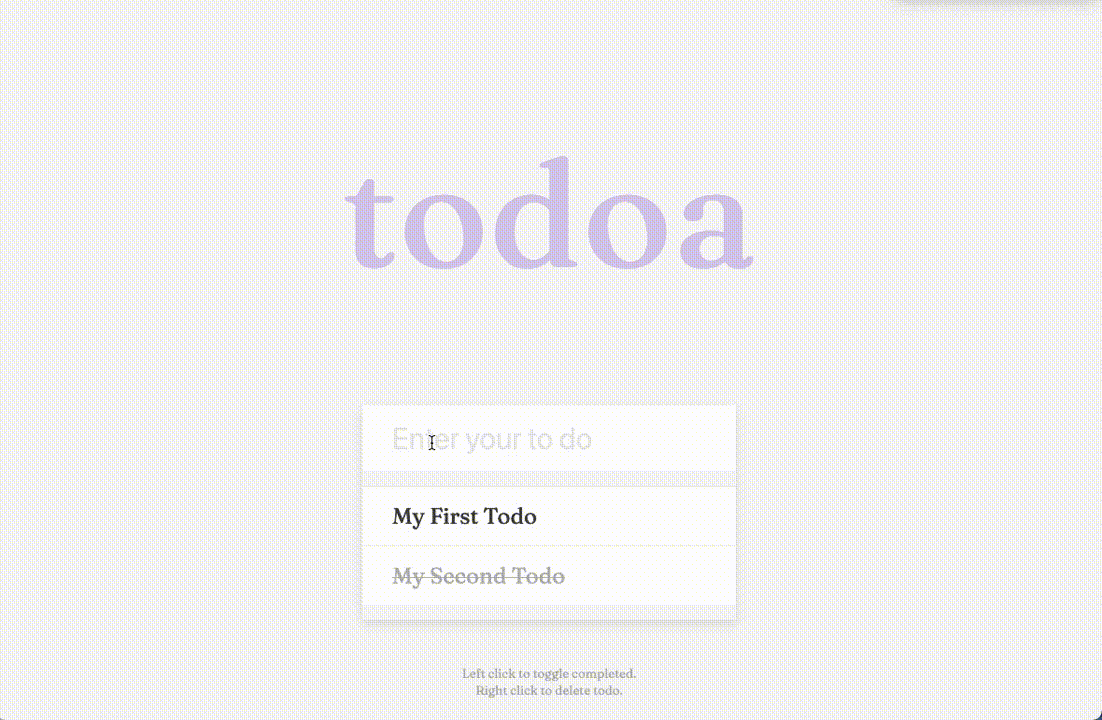 todoa
Enter your to do
My First Todo
My Second Todo
Left click to toggle completed.
Right click to delete todo.